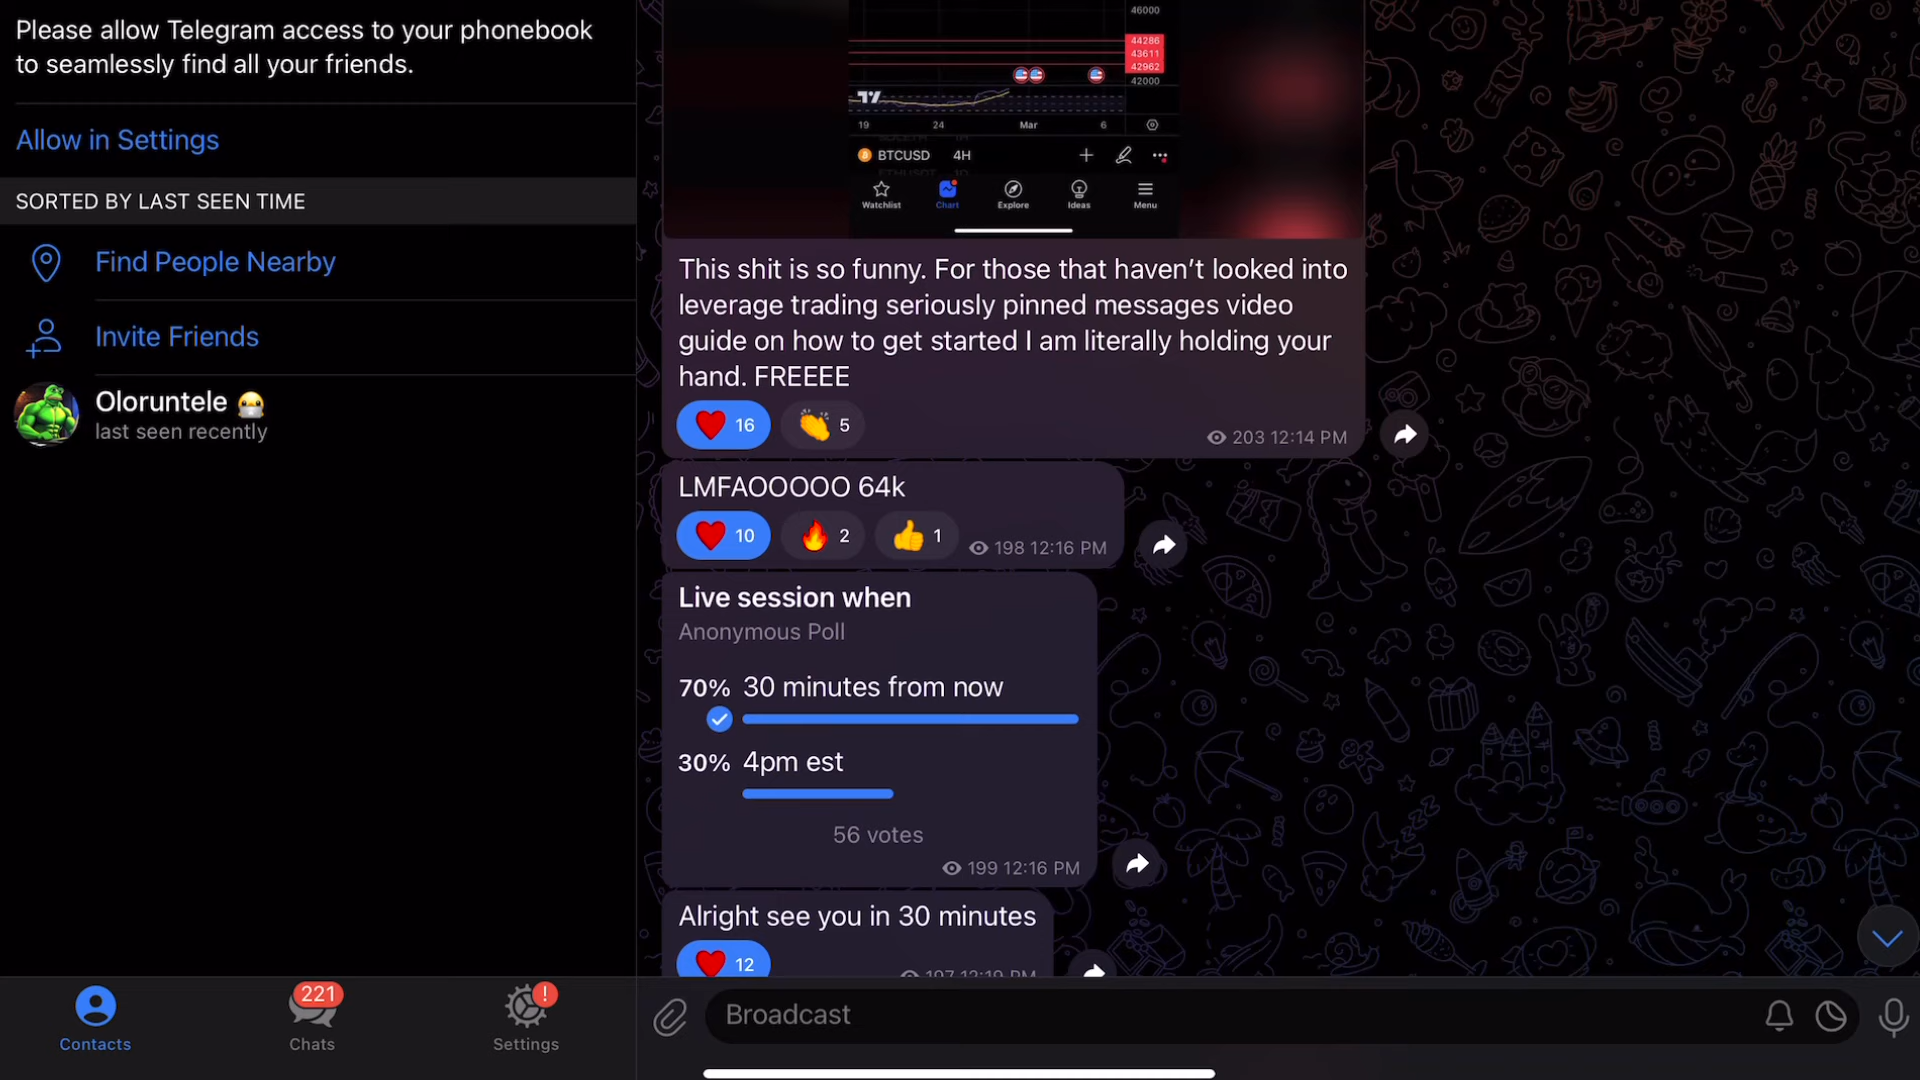 Please allow Telegram access to your phonebook
to seamlessly find all your friends.
Allow in Settings
SORTED BY LAST SEEN TIME
Find People Nearby
Invite Friends
Oloruntele
last seen recently
221
!
Contacts
Chats
Settings
46000
44286
43611
42962
42000
19 24 Mar 6
BTCUSD 4H
Watchlist Chart Explore Ideas Menu
This shit is so funny. For those that haven’t looked into
leverage trading seriously pinned messages video
guide on how to get started I am literally holding your
hand. FREEEE
16 5
203 12:14 PM
LMFAOOOOO 64k
10 2 1 198 12:16 PM
Live session when
Anonymous Poll
70% 30 minutes from now
30% 4pm est
56 votes
199 12:16 PM
Alright see you in 30 minutes
12 197 12:19 PM
Broadcast